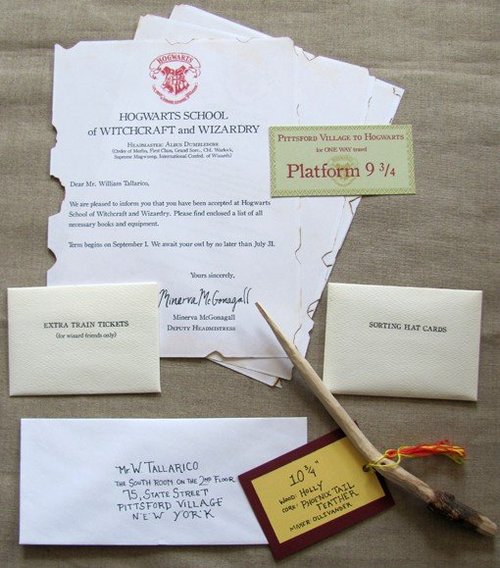 HOGWARTS
HOGWARTS SCHOOL
of WITCHCRAFT and WIZARDRY
HEADMASTER: ALBUS DUMBLEDORE
(Order of Merlin, First Class, Grand Sorc., Chf. Warlock,
Supreme Mugwump, International Confed. of Wizards)
Dear Mr. William Tallarico,
We are pleased to inform you that you have been accepted at Hogwarts
School of Witchcraft and Wizardry. Please find enclosed a list of all
necessary books and equipment.
Term begins on September 1. We await your owl by no later than July 31.
Yours sincerely,
Minerva McGonagall
Minerva McGonagall
DEPUTY HEADMISTRESS
PITTSFORD VILLAGE TO HOGWARTS
for ONE WAY travel
Platform 9 3/4
EXTRA TRAIN TICKETS
(for wizard friends only)
SORTING HAT CARDS
MR. W. TALLARICO
THE SOUTH ROOM ON THE 2ND FLOOR
75, STATE STREET
PITTSFORD VILLAGE
NEW YORK
10 3/4"
WOOD: HOLLY
CORE: PHOENIX TAIL
FEATHER
MAKER OLLIVANDER